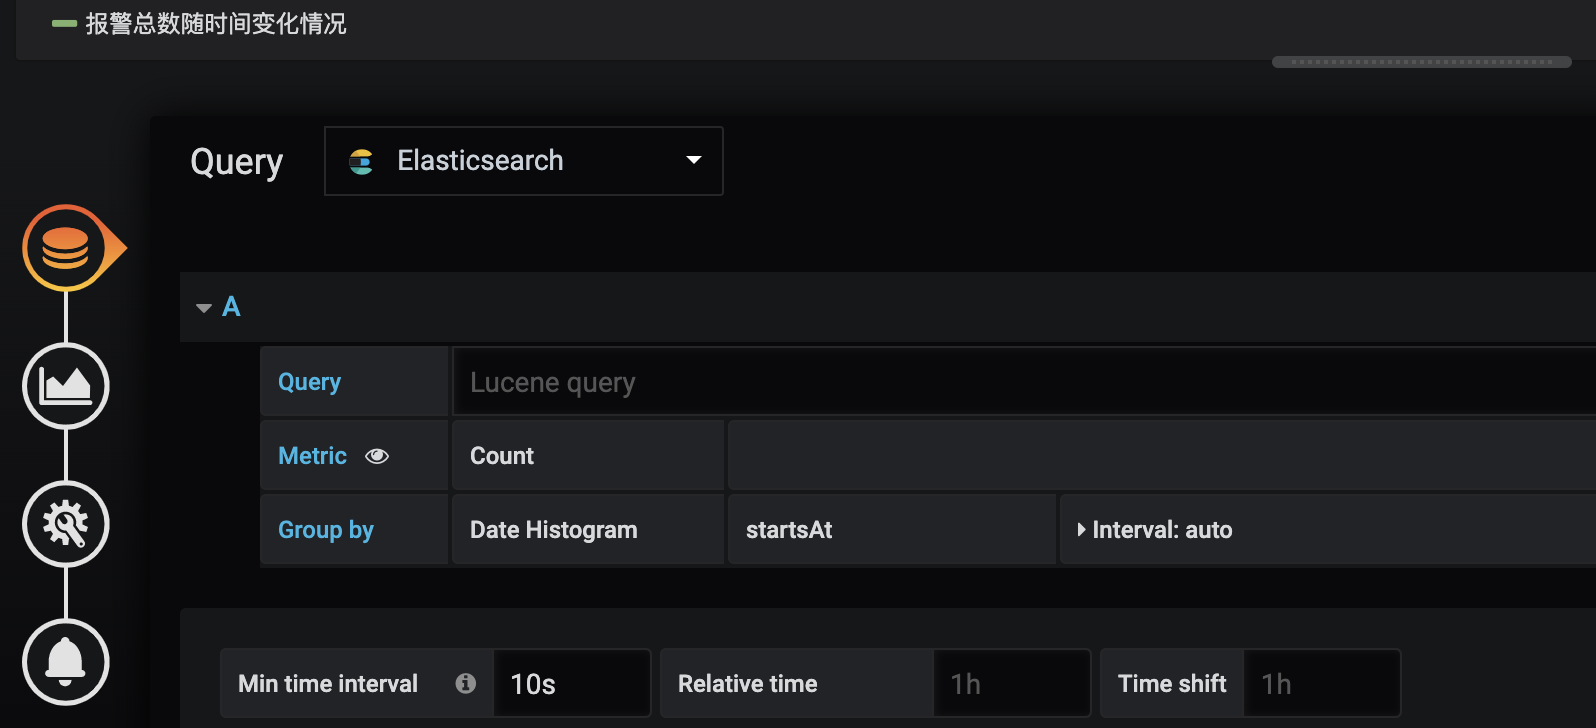 报警总数随时间变化情况
Query Elasticsearch
A
Query Lucene query
Metric Count
Group by Date Histogram startsAt Interval: auto
Min time interval 10s Relative time 1h Time shift 1h